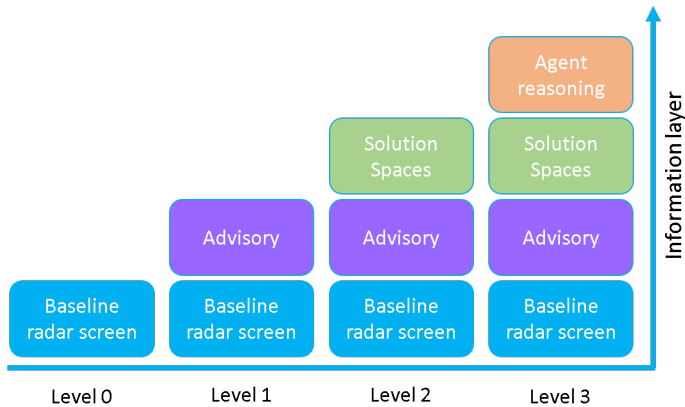 Agent
reasoning
Solution
Spaces
Solution
Spaces
Advisory
Advisory
Advisory
Baseline
radar screen
Baseline
radar screen
Baseline
radar screen
Baseline
radar screen
Level 0
Level 1
Level 2
Level 3
Information layer